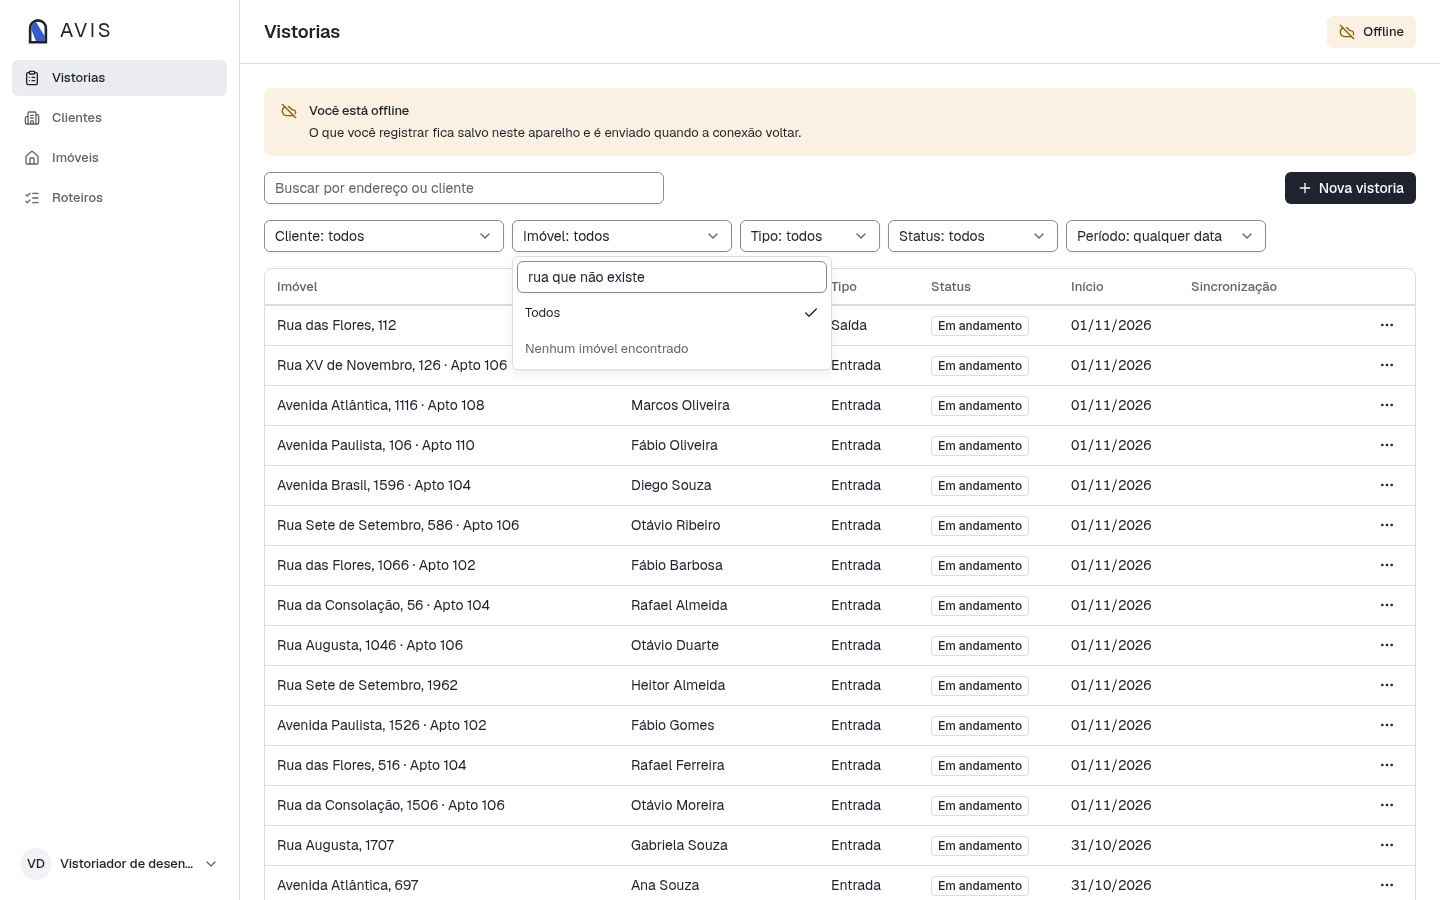 AVIS
Vistorias
Clientes
Imóveis
Roteiros
VD
Vistoriador de desen...
Vistorias
Offline
Você está offline
O que você registrar fica salvo neste aparelho e é enviado quando a conexão voltar.
Buscar por endereço ou cliente
Nova vistoria
Cliente: todos
Imóvel: todos
Tipo: todos
Status: todos
Período: qualquer data
rua que não existe
Todos
Nenhum imóvel encontrado
Imóvel Tipo Status Início Sincronização
Rua das Flores, 112 Saída Em andamento 01/11/2026
Rua XV de Novembro, 126 · Apto 106 Entrada Em andamento 01/11/2026
Avenida Atlântica, 1116 · Apto 108 Marcos Oliveira Entrada Em andamento 01/11/2026
Avenida Paulista, 106 · Apto 110 Fábio Oliveira Entrada Em andamento 01/11/2026
Avenida Brasil, 1596 · Apto 104 Diego Souza Entrada Em andamento 01/11/2026
Rua Sete de Setembro, 586 · Apto 106 Otávio Ribeiro Entrada Em andamento 01/11/2026
Rua das Flores, 1066 · Apto 102 Fábio Barbosa Entrada Em andamento 01/11/2026
Rua da Consolação, 56 · Apto 104 Rafael Almeida Entrada Em andamento 01/11/2026
Rua Augusta, 1046 · Apto 106 Otávio Duarte Entrada Em andamento 01/11/2026
Rua Sete de Setembro, 1962 Heitor Almeida Entrada Em andamento 01/11/2026
Avenida Paulista, 1526 · Apto 102 Fábio Gomes Entrada Em andamento 01/11/2026
Rua das Flores, 516 · Apto 104 Rafael Ferreira Entrada Em andamento 01/11/2026
Rua da Consolação, 1506 · Apto 106 Otávio Moreira Entrada Em andamento 01/11/2026
Rua Augusta, 1707 Gabriela Souza Entrada Em andamento 31/10/2026
Avenida Atlântica, 697 Ana Souza Entrada Em andamento 31/10/2026